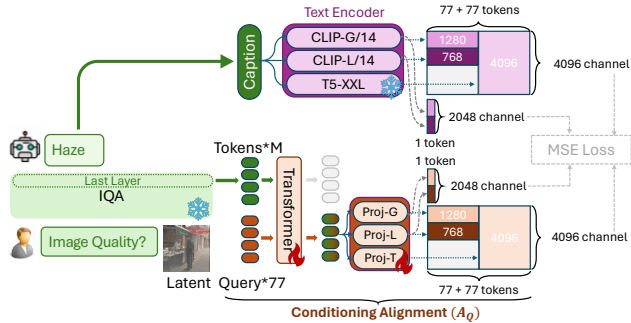 Text Encoder
77 + 77 tokens
CLIP-G/14
CLIP-L/14
T5-XXL
Caption
1280
768
4096
4096 channel
2048 channel
1 token
MSE Loss
Haze
Last Layer
IQA
Image Quality?
Tokens*M
Transformer
1 token
2048 channel
Proj-G
Proj-L
Proj-T
1280
768
4096
4096 channel
77 + 77 tokens
Latent Query*77
Conditioning Alignment (A_Q)